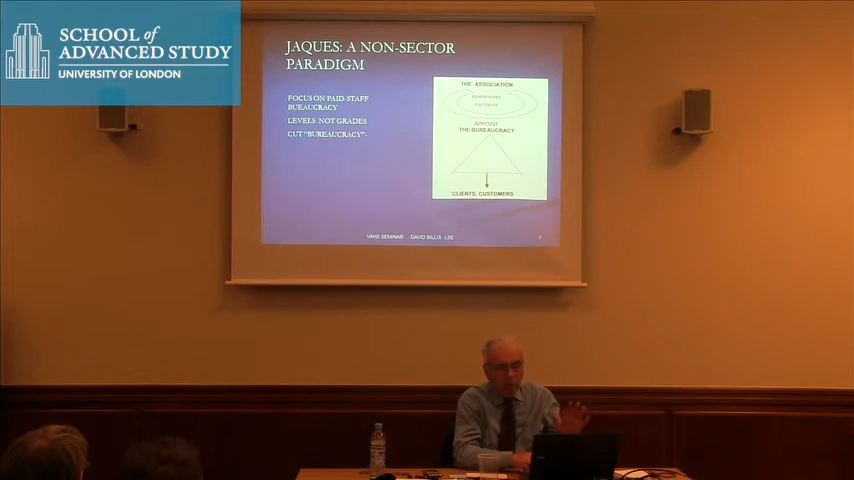 SCHOOL of
ADVANCED STUDY
UNIVERSITY OF LONDON
JAQUES: A NON-SECTOR
PARADIGM
FOCUS ON PAID-STAFF
BUEAUCRACY
LEVELS NOT GRADES
CUT "BUREAUCRACY"-
THE ASSOCIATION
APPOINT
THE BUREAUCRACY
CLIENTS, CUSTOMERS
VAHS SEMINAR DAVID BILLIS LSE
7